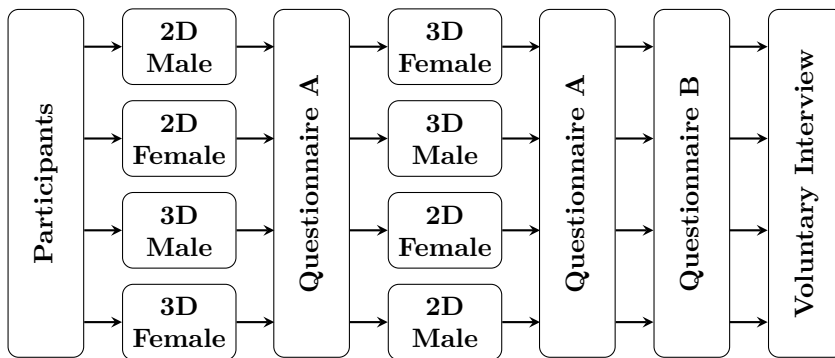 Participants
2D
Male
2D
Female
3D
Male
3D
Female
Questionnaire A
3D
Female
3D
Male
2D
Female
2D
Male
Questionnaire A
Questionnaire B
Voluntary Interview